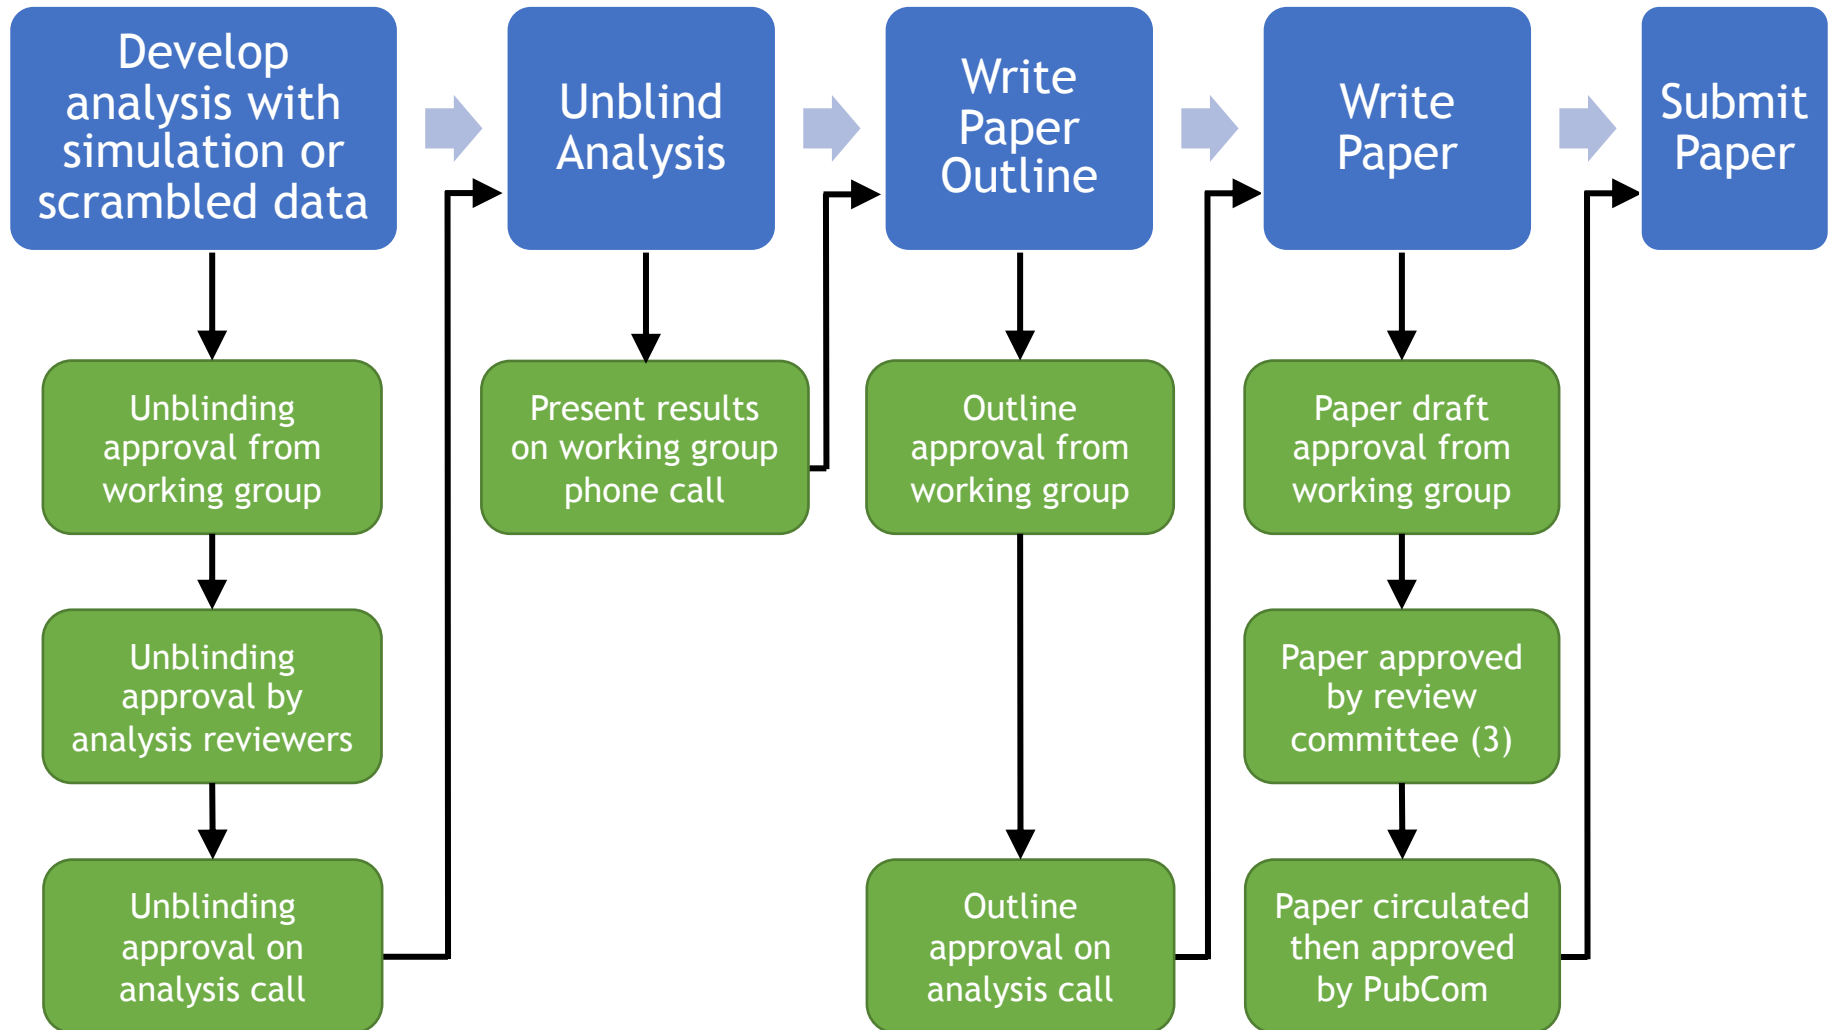 Develop
analysis with
simulation or
scrambled data
Unblind
Analysis
Write
Paper
Outline
Write
Paper
Submit
Paper
Unblinding
approval from
working group
Present results
on working group
phone call
Outline
approval from
working group
Paper draft
approval from
working group
Unblinding
approval by
analysis reviewers
Paper approved
by review
committee (3)
Unblinding
approval on
analysis call
Outline
approval on
analysis call
Paper circulated
then approved
by PubCom